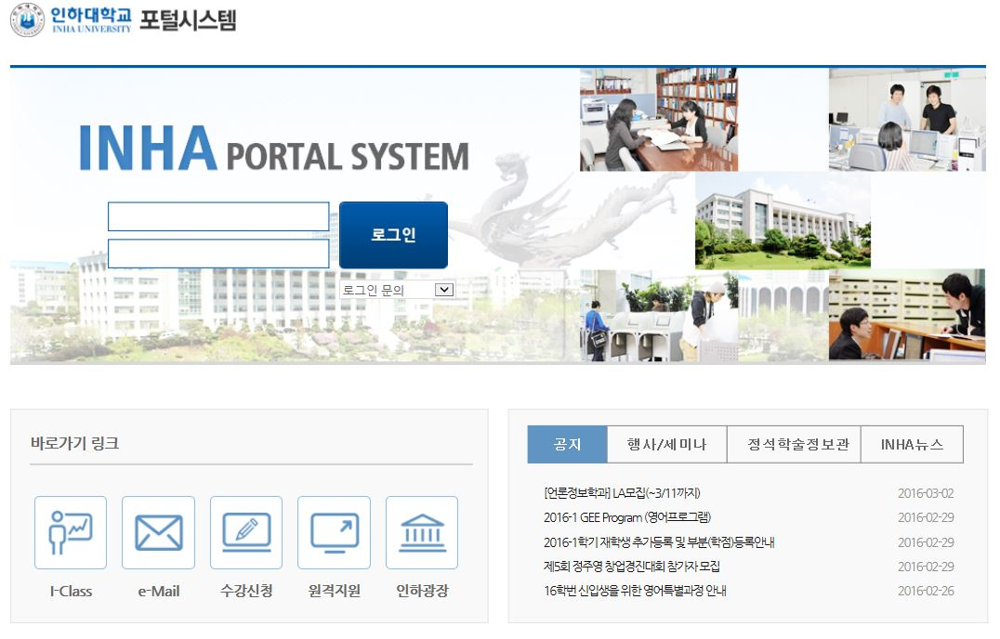 인하대학교
INHA UNIVERSITY
포털시스템
INHA PORTAL SYSTEM
로그인
로그인 문의
바로가기 링크
I-Class
e-Mail
수강신청
원격지원
인하광장
공지
행사/세미나
정석학술정보관
INHA뉴스
[언론정보학과] LA모집(~3/11까지) 2016-03-02
2016-1 GEE Program (영어프로그램) 2016-02-29
2016-1학기 재학생 추가등록 및 부분(학점)등록안내 2016-02-29
제5회 정주영 창업경진대회 참가자 모집 2016-02-29
16학번 신입생을 위한 영어특별과정 안내 2016-02-26